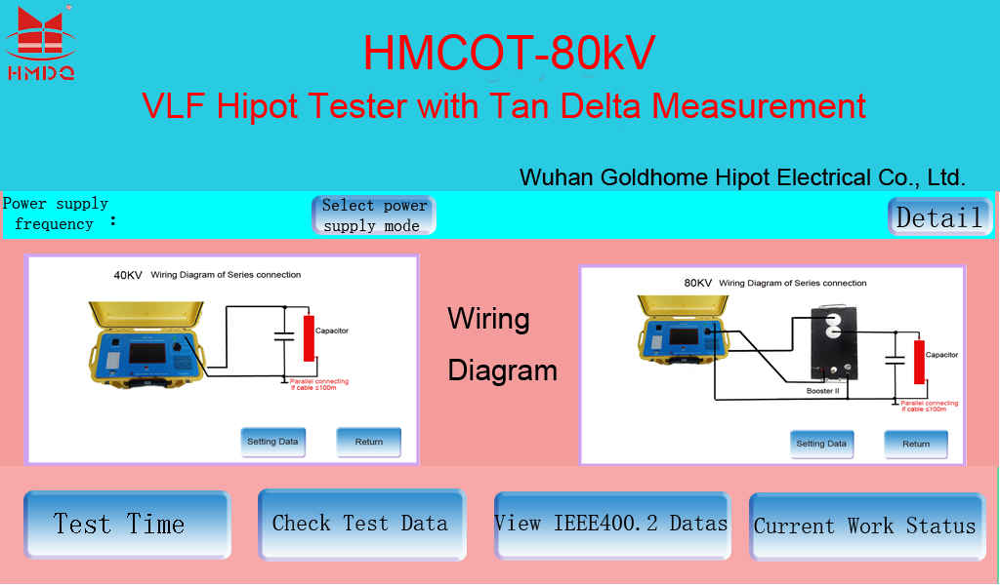 HMDQ
HMCOT-80kV
VLF Hipot Tester with Tan Delta Measurement
Wuhan Goldhome Hipot Electrical Co., Ltd.
Power supply
frequency :
Select power
supply mode
Detail
40KV Wiring Diagram of Series connection
Capacitor
Parallel connecting
if cable ≤100m
Setting Data
Return
Wiring
Diagram
80KV Wiring Diagram of Series connection
Capacitor
Booster II
Parallel connecting
if cable ≤100m
Setting Data
Return
Test Time
Check Test Data
View IEEE400.2 Datas
Current Work Status